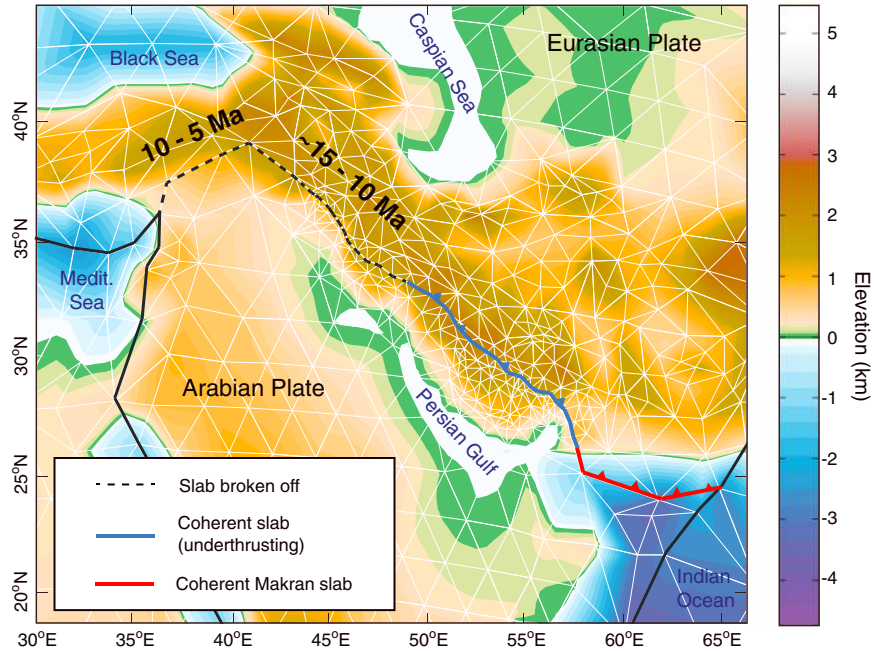 Black Sea
Caspian Sea
Eurasian Plate
10 - 5 Ma
~15 - 10 Ma
Medit.
Sea
Arabian Plate
Persian Gulf
Indian
Ocean
Slab broken off
Coherent slab
(underthrusting)
Coherent Makran slab
40°N
35°N
30°N
25°N
20°N
30°E
35°E
40°E
45°E
50°E
55°E
60°E
65°E
5
4
3
2
1
0
-1
-2
-3
-4
Elevation (km)